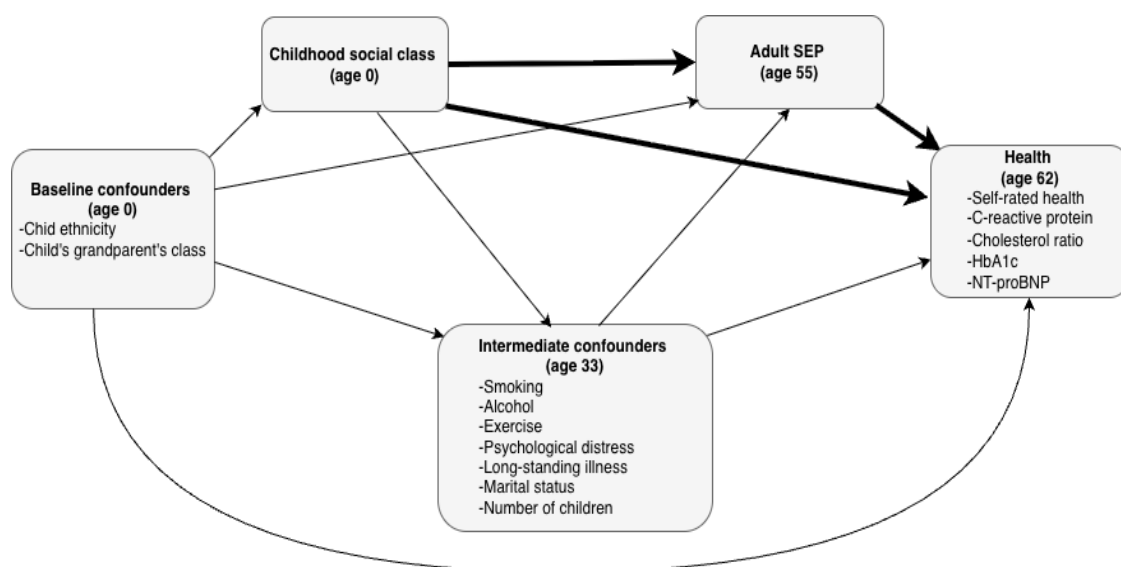 Childhood social class
(age 0)
Adult SEP
(age 55)
Baseline confounders
(age 0)
-Chid ethnicity
-Child's grandparent's class
Health
(age 62)
-Self-rated health
-C-reactive protein
-Cholesterol ratio
-HbA1c
-NT-proBNP
Intermediate confounders
(age 33)
-Smoking
-Alcohol
-Exercise
-Psychological distress
-Long-standing illness
-Marital status
-Number of children